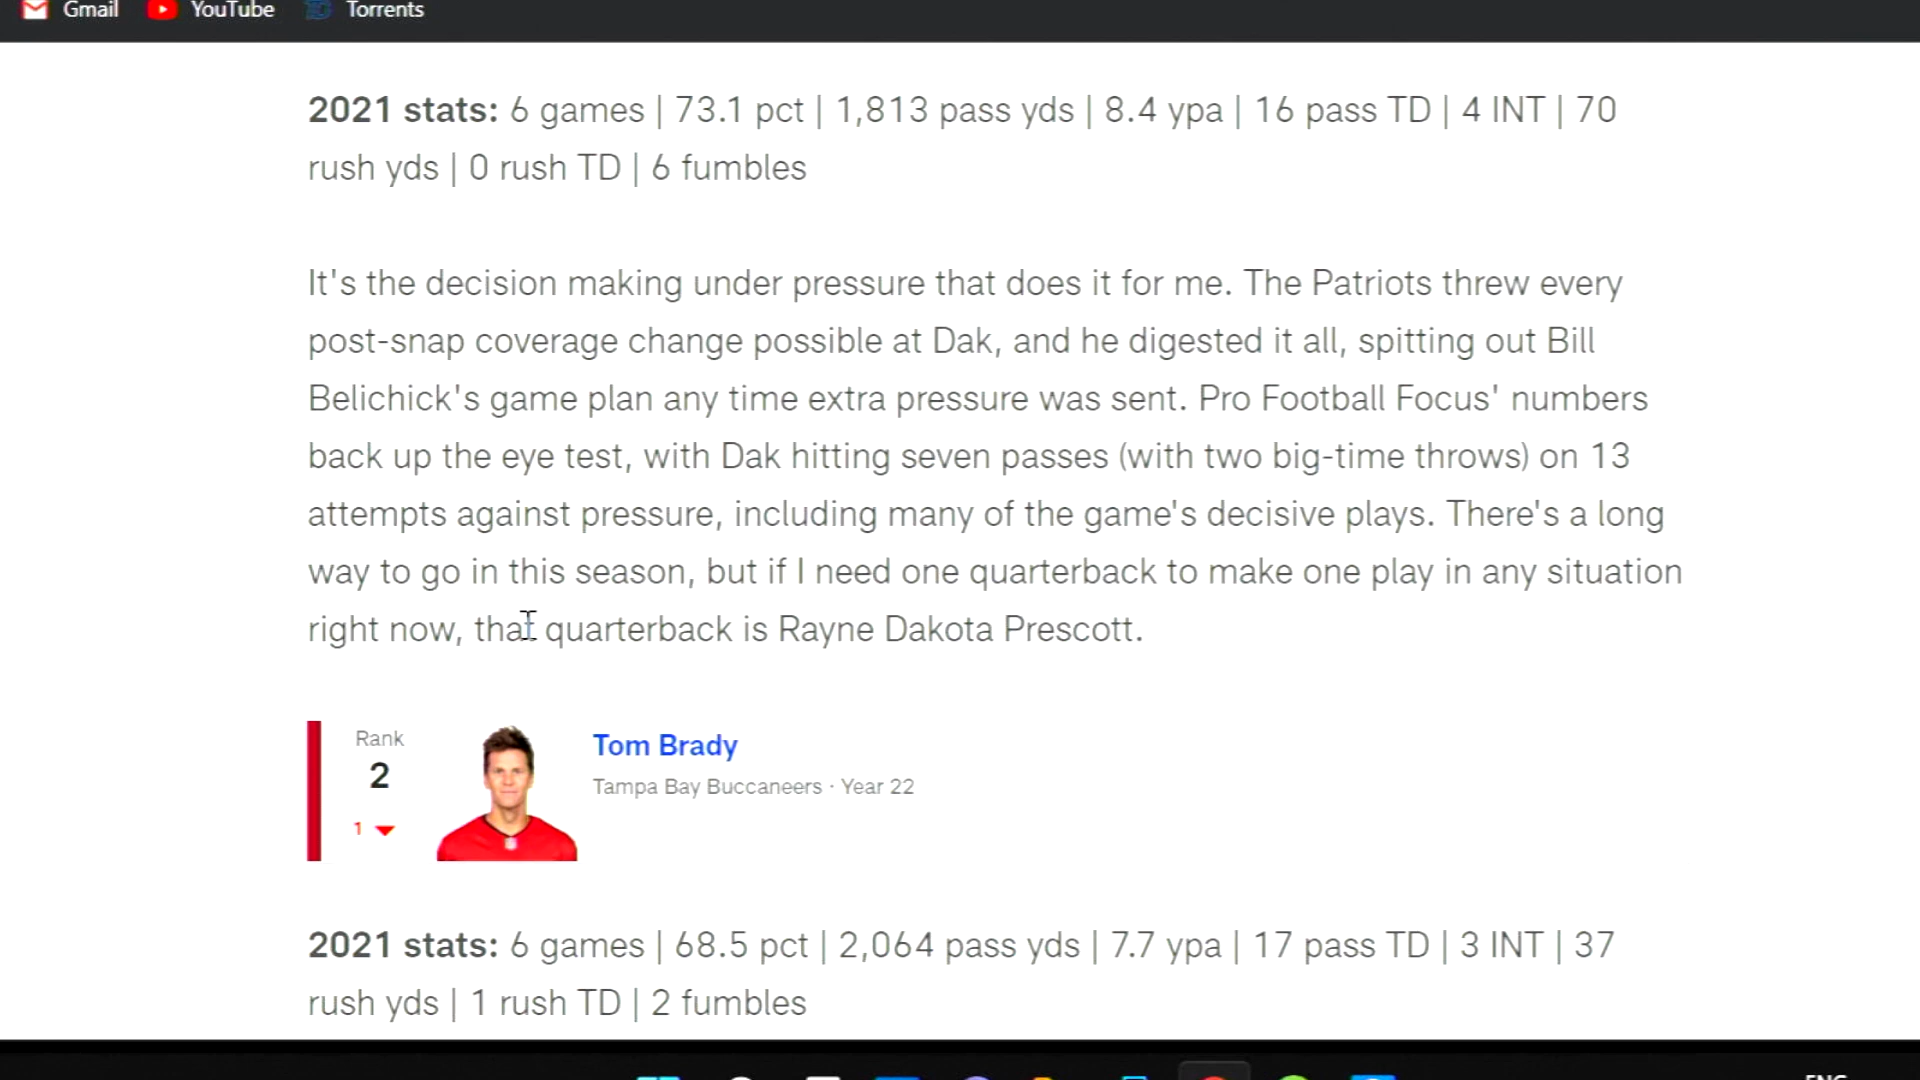 Gmail YouTube Torrents
2021 stats: 6 games | 73.1 pct | 1,813 pass yds | 8.4 ypa | 16 pass TD | 4 INT | 70
rush yds | 0 rush TD | 6 fumbles
It's the decision making under pressure that does it for me. The Patriots threw every
post-snap coverage change possible at Dak, and he digested it all, spitting out Bill
Belichick's game plan any time extra pressure was sent. Pro Football Focus' numbers
back up the eye test, with Dak hitting seven passes (with two big-time throws) on 13
attempts against pressure, including many of the game's decisive plays. There's a long
way to go in this season, but if I need one quarterback to make one play in any situation
right now, that quarterback is Rayne Dakota Prescott.
Rank
2
1
Tom Brady
Tampa Bay Buccaneers · Year 22
2021 stats: 6 games | 68.5 pct | 2,064 pass yds | 7.7 ypa | 17 pass TD | 3 INT | 37
rush yds | 1 rush TD | 2 fumbles
ENG